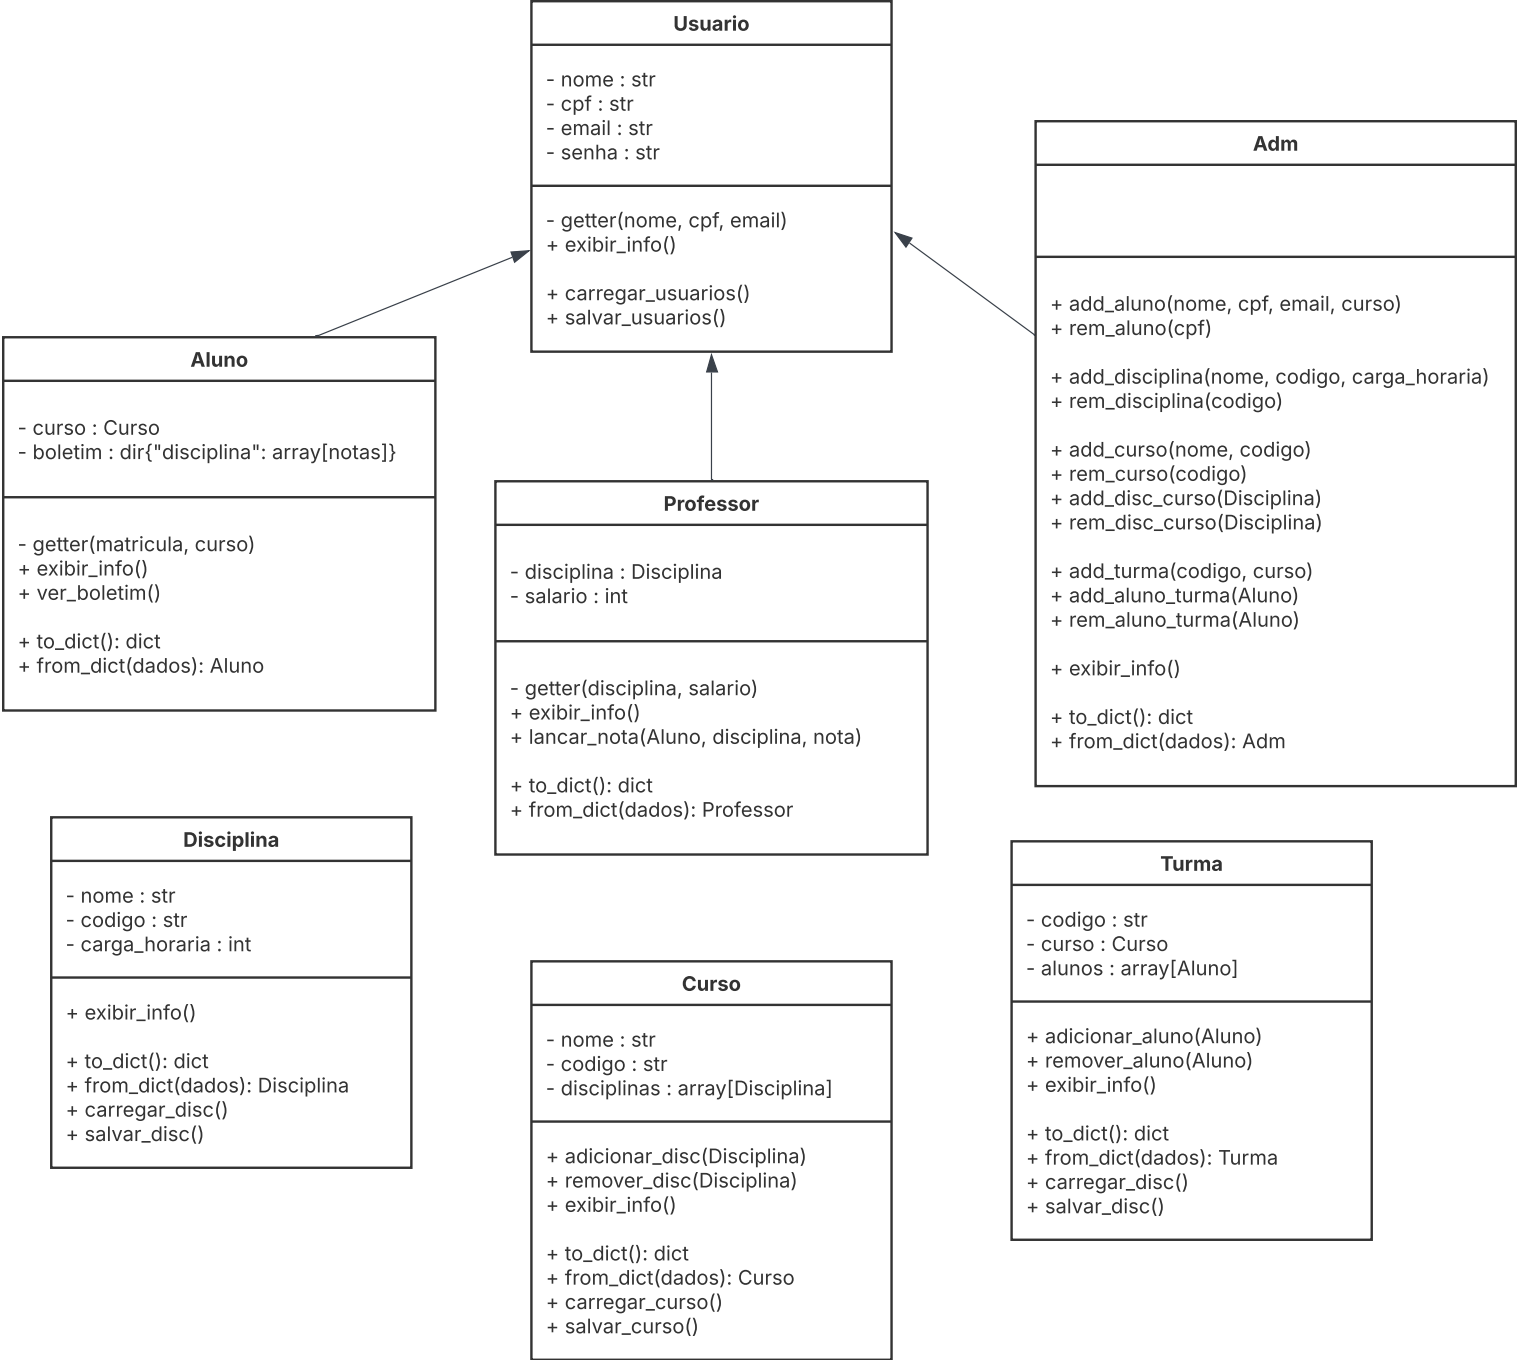 Usuario
- nome : str
- cpf : str
- email : str
- senha : str
- getter(nome, cpf, email)
+ exibir_info()
+ carregar_usuarios()
+ salvar_usuarios()
Adm
+ add_aluno(nome, cpf, email, curso)
+ rem_aluno(cpf)
+ add_disciplina(nome, codigo, carga_horaria)
+ rem_disciplina(codigo)
+ add_curso(nome, codigo)
+ rem_curso(codigo)
+ add_disc_curso(Disciplina)
+ rem_disc_curso(Disciplina)
+ add_turma(codigo, curso)
+ add_aluno_turma(Aluno)
+ rem_aluno_turma(Aluno)
+ exibir_info()
+ to_dict(): dict
+ from_dict(dados): Adm
Aluno
- curso : Curso
- boletim : dir{"disciplina": array[notas]}
- getter(matricula, curso)
+ exibir_info()
+ ver_boletim()
+ to_dict(): dict
+ from_dict(dados): Aluno
Professor
- disciplina : Disciplina
- salario : int
- getter(disciplina, salario)
+ exibir_info()
+ lancar_nota(Aluno, disciplina, nota)
+ to_dict(): dict
+ from_dict(dados): Professor
Disciplina
- nome : str
- codigo : str
- carga_horaria : int
+ exibir_info()
+ to_dict(): dict
+ from_dict(dados): Disciplina
+ carregar_disc()
+ salvar_disc()
Curso
- nome : str
- codigo : str
- disciplinas : array[Disciplina]
+ adicionar_disc(Disciplina)
+ remover_disc(Disciplina)
+ exibir_info()
+ to_dict(): dict
+ from_dict(dados): Curso
+ carregar_curso()
+ salvar_curso()
Turma
- codigo : str
- curso : Curso
- alunos : array[Aluno]
+ adicionar_aluno(Aluno)
+ remover_aluno(Aluno)
+ exibir_info()
+ to_dict(): dict
+ from_dict(dados): Turma
+ carregar_disc()
+ salvar_disc()